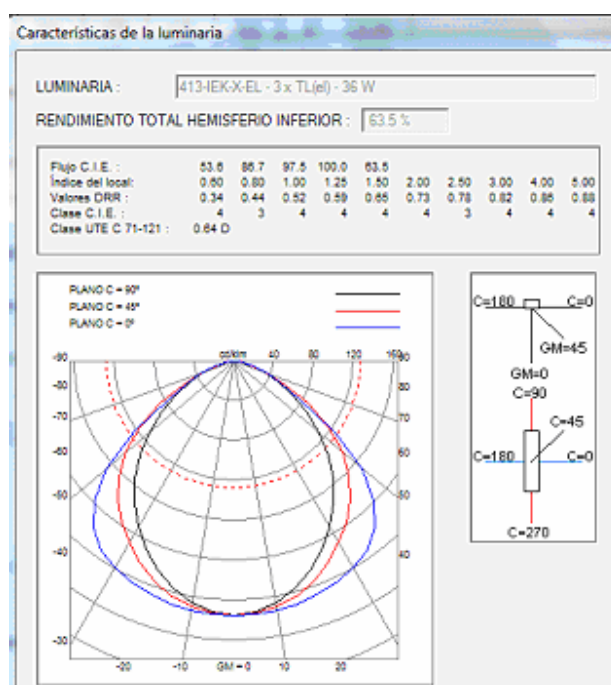 Características de la luminaria
LUMINARIA : 413-IEK-X-EL - 3 x TL(el) - 36 W
RENDIMIENTO TOTAL HEMISFERIO INFERIOR : 63.5 %
Flujo C.I.E. : 53.6 86.7 97.5 100.0 63.5
Índice del local: 0.60 0.80 1.00 1.25 1.50 2.00 2.50 3.00 4.00 5.00
Valores DRR : 0.34 0.44 0.52 0.59 0.65 0.73 0.78 0.82 0.86 0.88
Clase C.I.E. : 4 3 4 4 4 4 3 4 4 4
Clase UTE C 71-121 : 0.64 D
PLANO C = 90º
PLANO C = 45º
PLANO C = 0º
-90 cd/klm 40 80 120 160 90
-80 80
-70 70
-60 60
-50 50
-40 40
-30
-20 -10 GM = 0 10 20
C=180 C=0
GM=45
GM=0
C=90
C=45
C=180 C=0
C=270